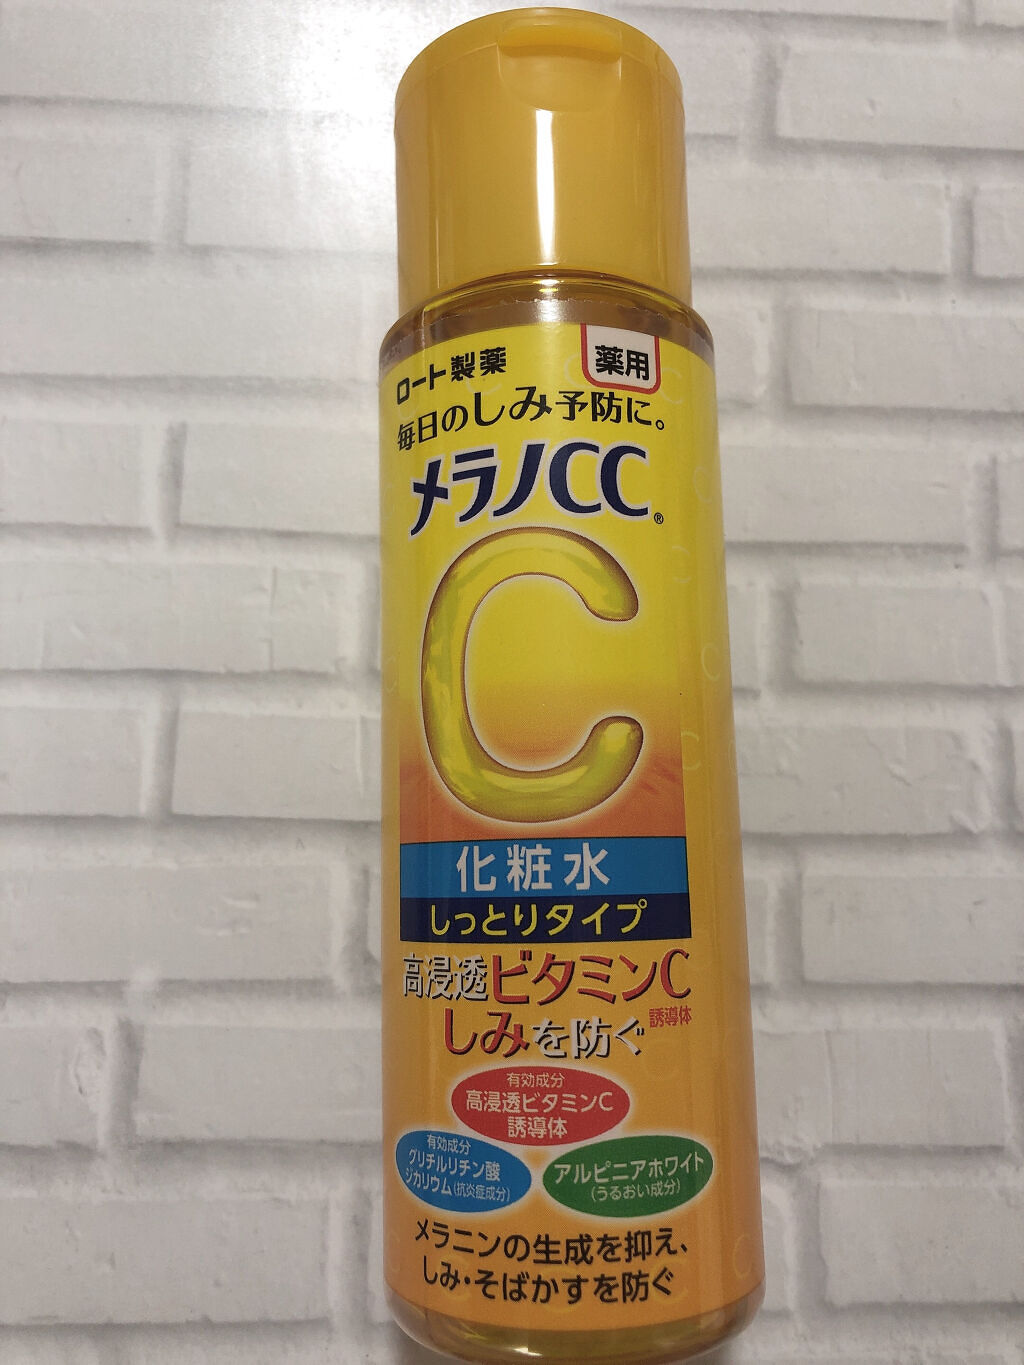 ロート製薬
薬用
毎日のしみ予防に。
メラノCC®
C
化粧水
しっとりタイプ
高浸透ビタミンC
誘導体
しみを防ぐ
有効成分
高浸透ビタミンC
誘導体
有効成分
グリチルリチン酸
ジカリウム(抗炎症成分)
アルピニアホワイト
(うるおい成分)
メラニンの生成を抑え、
しみ・そばかすを防ぐ